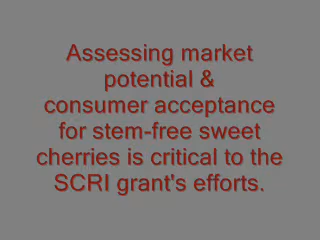 Assessing market
potential &
consumer acceptance
for stem-free sweet
cherries is critical to the
SCRI grant's efforts.